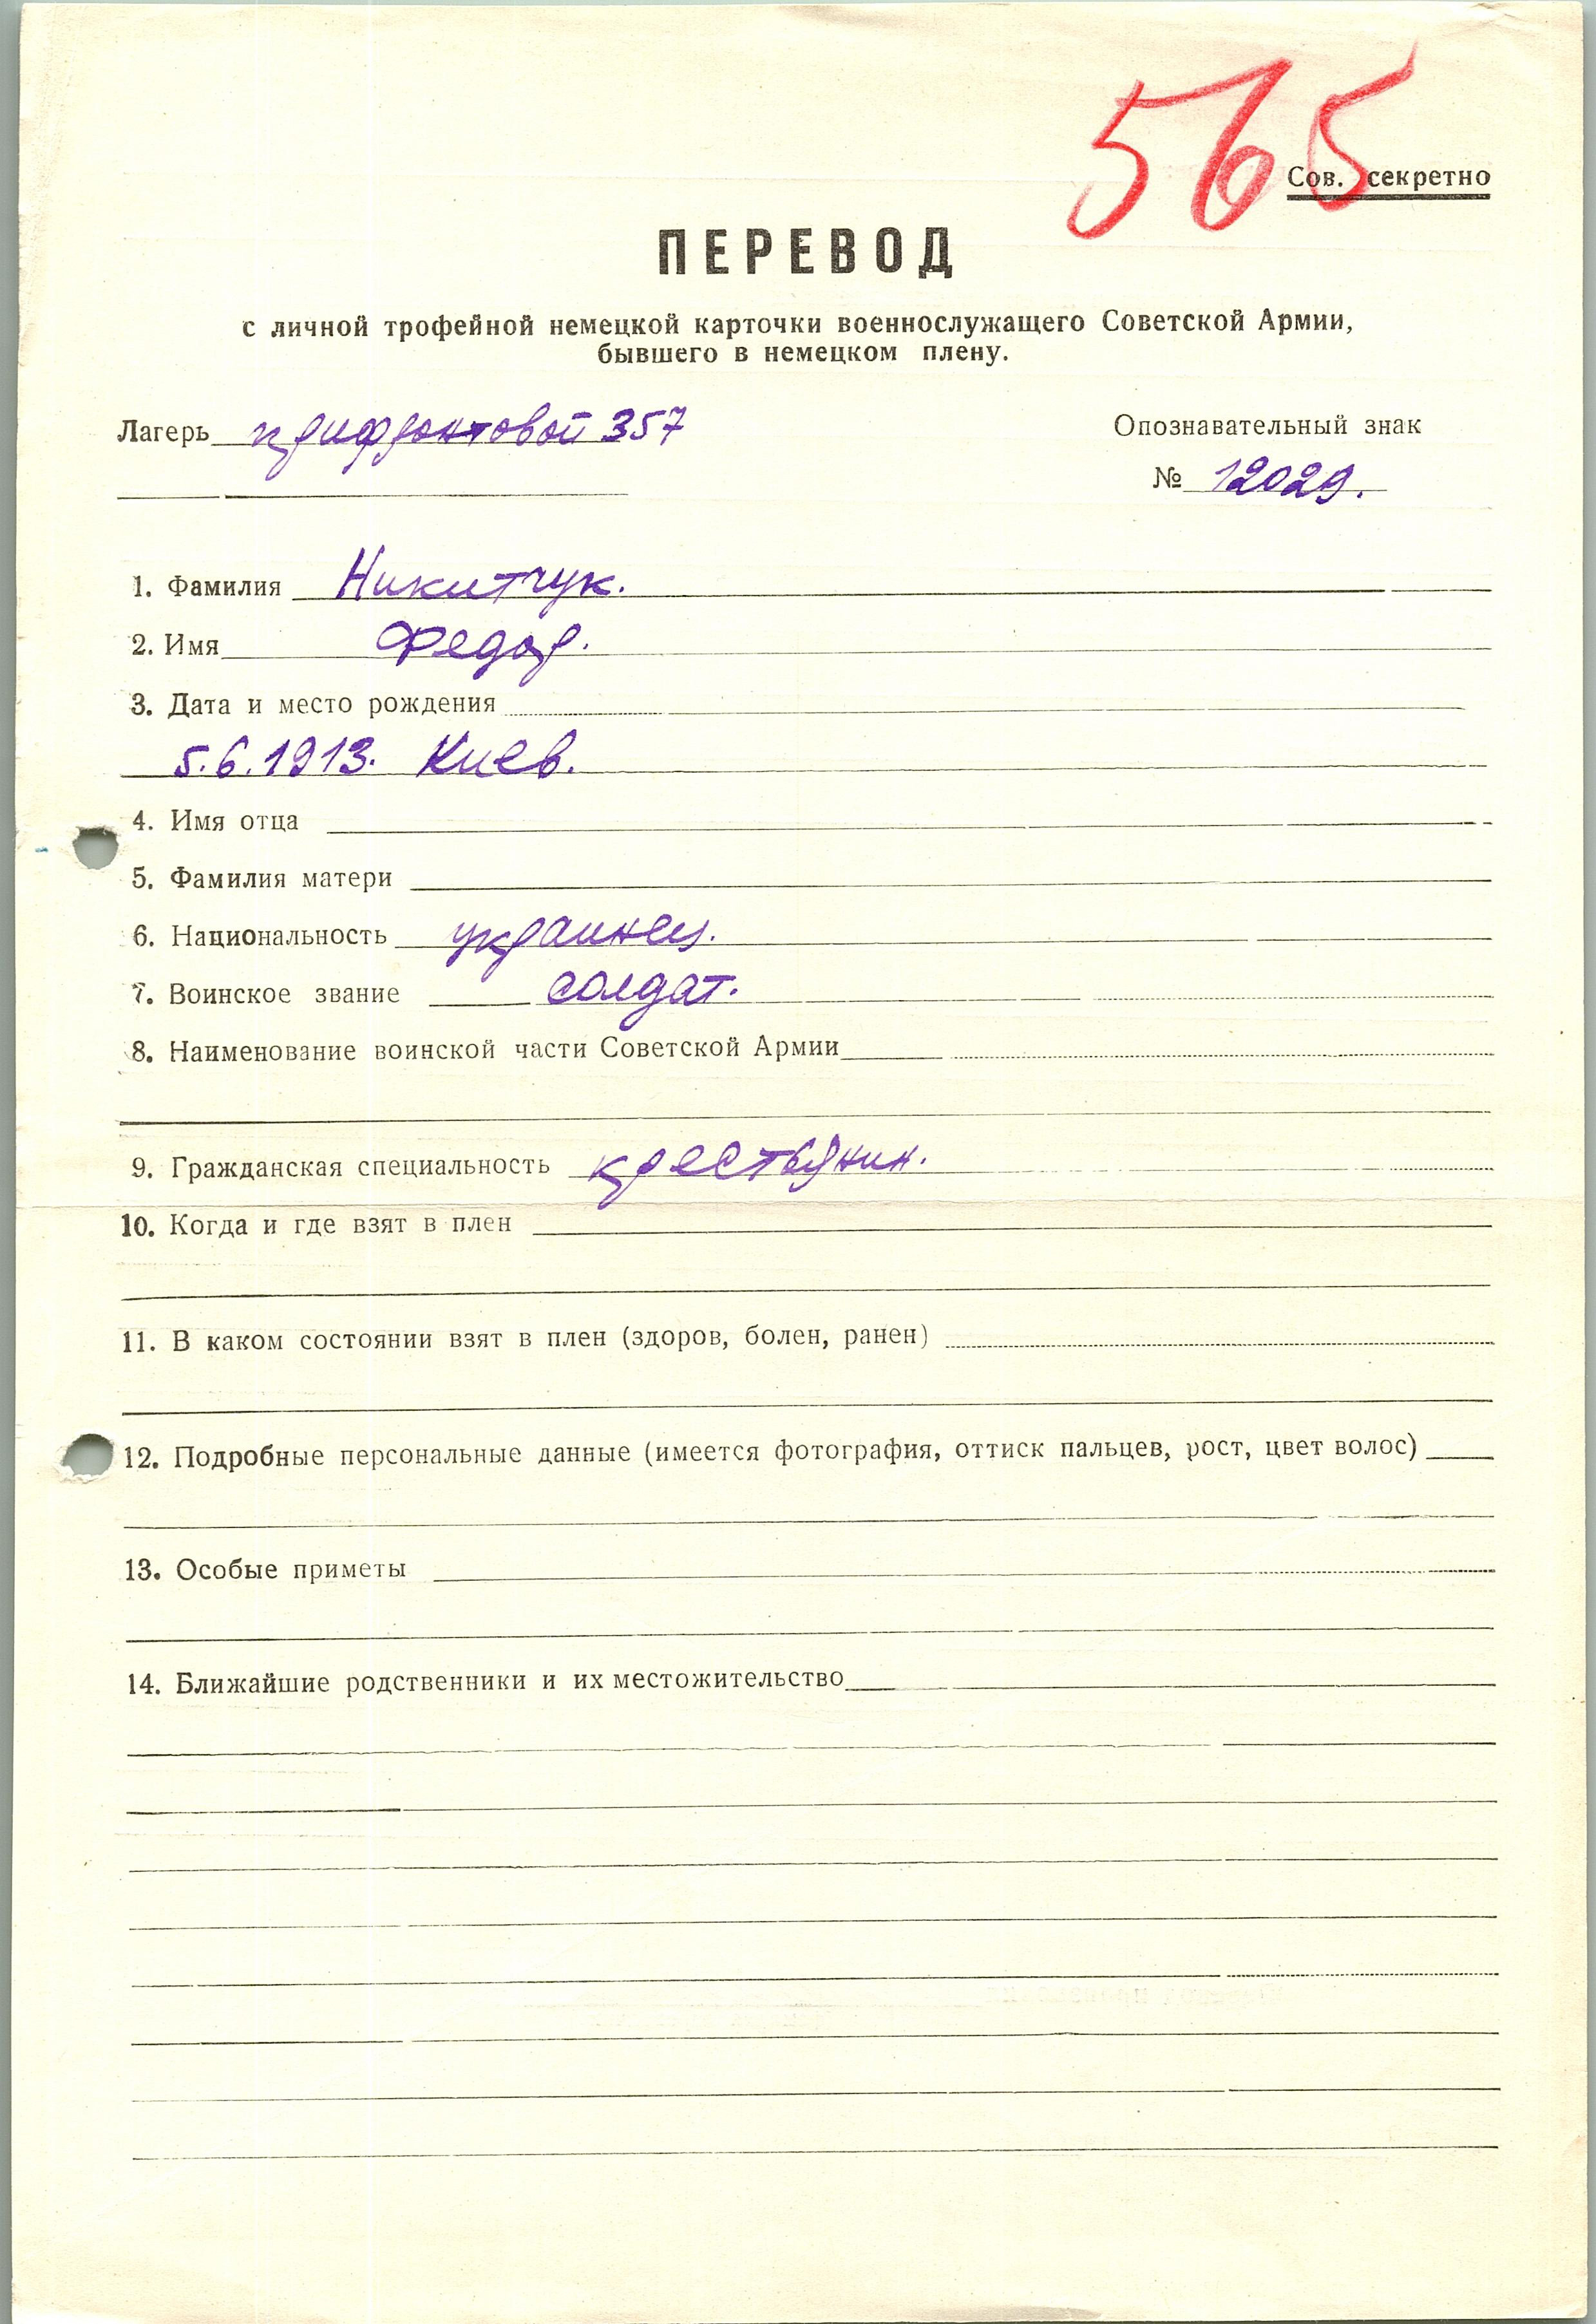 565
Сов. секретно
ПЕРЕВОД
с личной трофейной немецкой карточки военнослужащего Советской Армии,
бывшего в немецком плену.
Лагерь прифронтовой 357
Опознавательный знак
№ 12029.
1. Фамилия Никитчук.
2. Имя Федор.
3. Дата и место рождения
5.6.1913. Киев.
4. Имя отца
5. Фамилия матери
6. Национальность украинец.
7. Воинское звание солдат.
8. Наименование воинской части Советской Армии
9. Гражданская специальность крестьянин.
10. Когда и где взят в плен
11. В каком состоянии взят в плен (здоров, болен, ранен)
12. Подробные персональные данные (имеется фотография, оттиск пальцев, рост, цвет волос)
13. Особые приметы
14. Ближайшие родственники и их местожительство